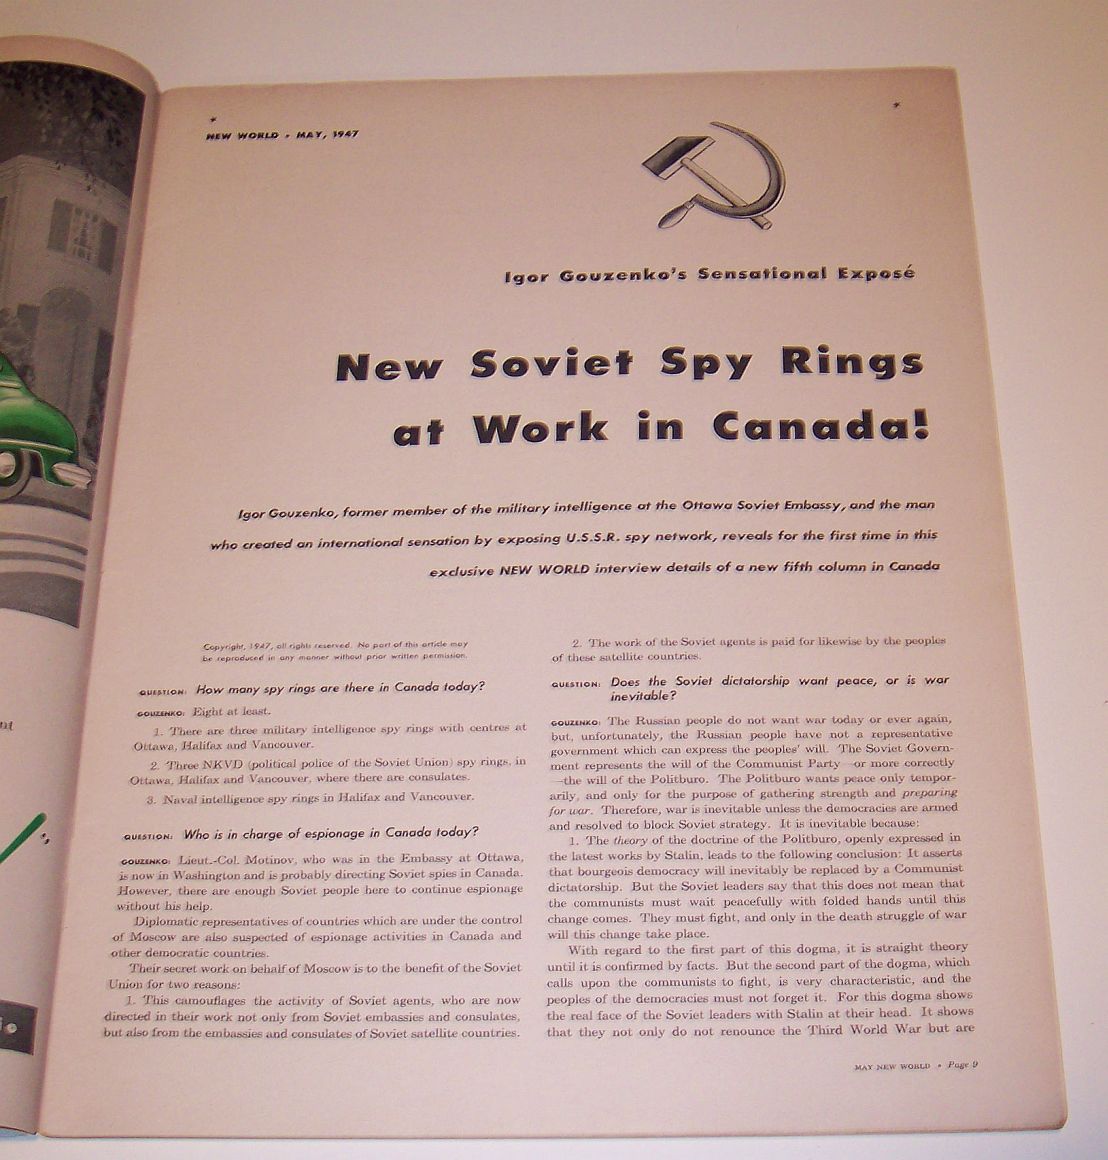 NEW WORLD • MAY, 1947
Igor Gouzenko's Sensational Exposé
New Soviet Spy Rings
at Work in Canada!
Igor Gouzenko, former member of the military intelligence at the Ottawa Soviet Embassy, and the man
who created an international sensation by exposing U.S.S.R. spy network, reveals for the first time in this
exclusive NEW WORLD interview details of a new fifth column in Canada
Copyright, 1947, all rights reserved. No part of this article may
be reproduced in any manner without prior written permission.
QUESTION: How many spy rings are there in Canada today?
GOUZENKO: Eight at least.
1. There are three military intelligence spy rings with centres at
Ottawa, Halifax and Vancouver.
2. Three NKVD (political police of the Soviet Union) spy rings, in
Ottawa, Halifax and Vancouver, where there are consulates.
3. Naval intelligence spy rings in Halifax and Vancouver.
QUESTION: Who is in charge of espionage in Canada today?
GOUZENKO: Lieut.-Col. Motinov, who was in the Embassy at Ottawa,
is now in Washington and is probably directing Soviet spies in Canada.
However, there are enough Soviet people here to continue espionage
without his help.
Diplomatic representatives of countries which are under the control
of Moscow are also suspected of espionage activities in Canada and
other democratic countries.
Their secret work on behalf of Moscow is to the benefit of the Soviet
Union for two reasons:
1. This camouflages the activity of Soviet agents, who are now
directed in their work not only from Soviet embassies and consulates,
but also from the embassies and consulates of Soviet satellite countries.
2. The work of the Soviet agents is paid for likewise by the peoples
of these satellite countries.
QUESTION: Does the Soviet dictatorship want peace, or is war
inevitable?
GOUZENKO: The Russian people do not want war today or ever again,
but, unfortunately, the Russian people have not a representative
government which can express the peoples' will. The Soviet Govern-
ment represents the will of the Communist Party—or more correctly
—the will of the Politburo. The Politburo wants peace only tempor-
arily, and only for the purpose of gathering strength and preparing
for war. Therefore, war is inevitable unless the democracies are armed
and resolved to block Soviet strategy. It is inevitable because:
1. The theory of the doctrine of the Politburo, openly expressed in
the latest works by Stalin, leads to the following conclusion: It asserts
that bourgeois democracy will inevitably be replaced by a Communist
dictatorship. But the Soviet leaders say that this does not mean that
the communists must wait peacefully with folded hands until this
change comes. They must fight, and only in the death struggle of war
will this change take place.
With regard to the first part of this dogma, it is straight theory
until it is confirmed by facts. But the second part of the dogma, which
calls upon the communists to fight, is very characteristic, and the
peoples of the democracies must not forget it. For this dogma shows
the real face of the Soviet leaders with Stalin at their head. It shows
that they not only do not renounce the Third World War but are
MAY NEW WORLD • Page 9